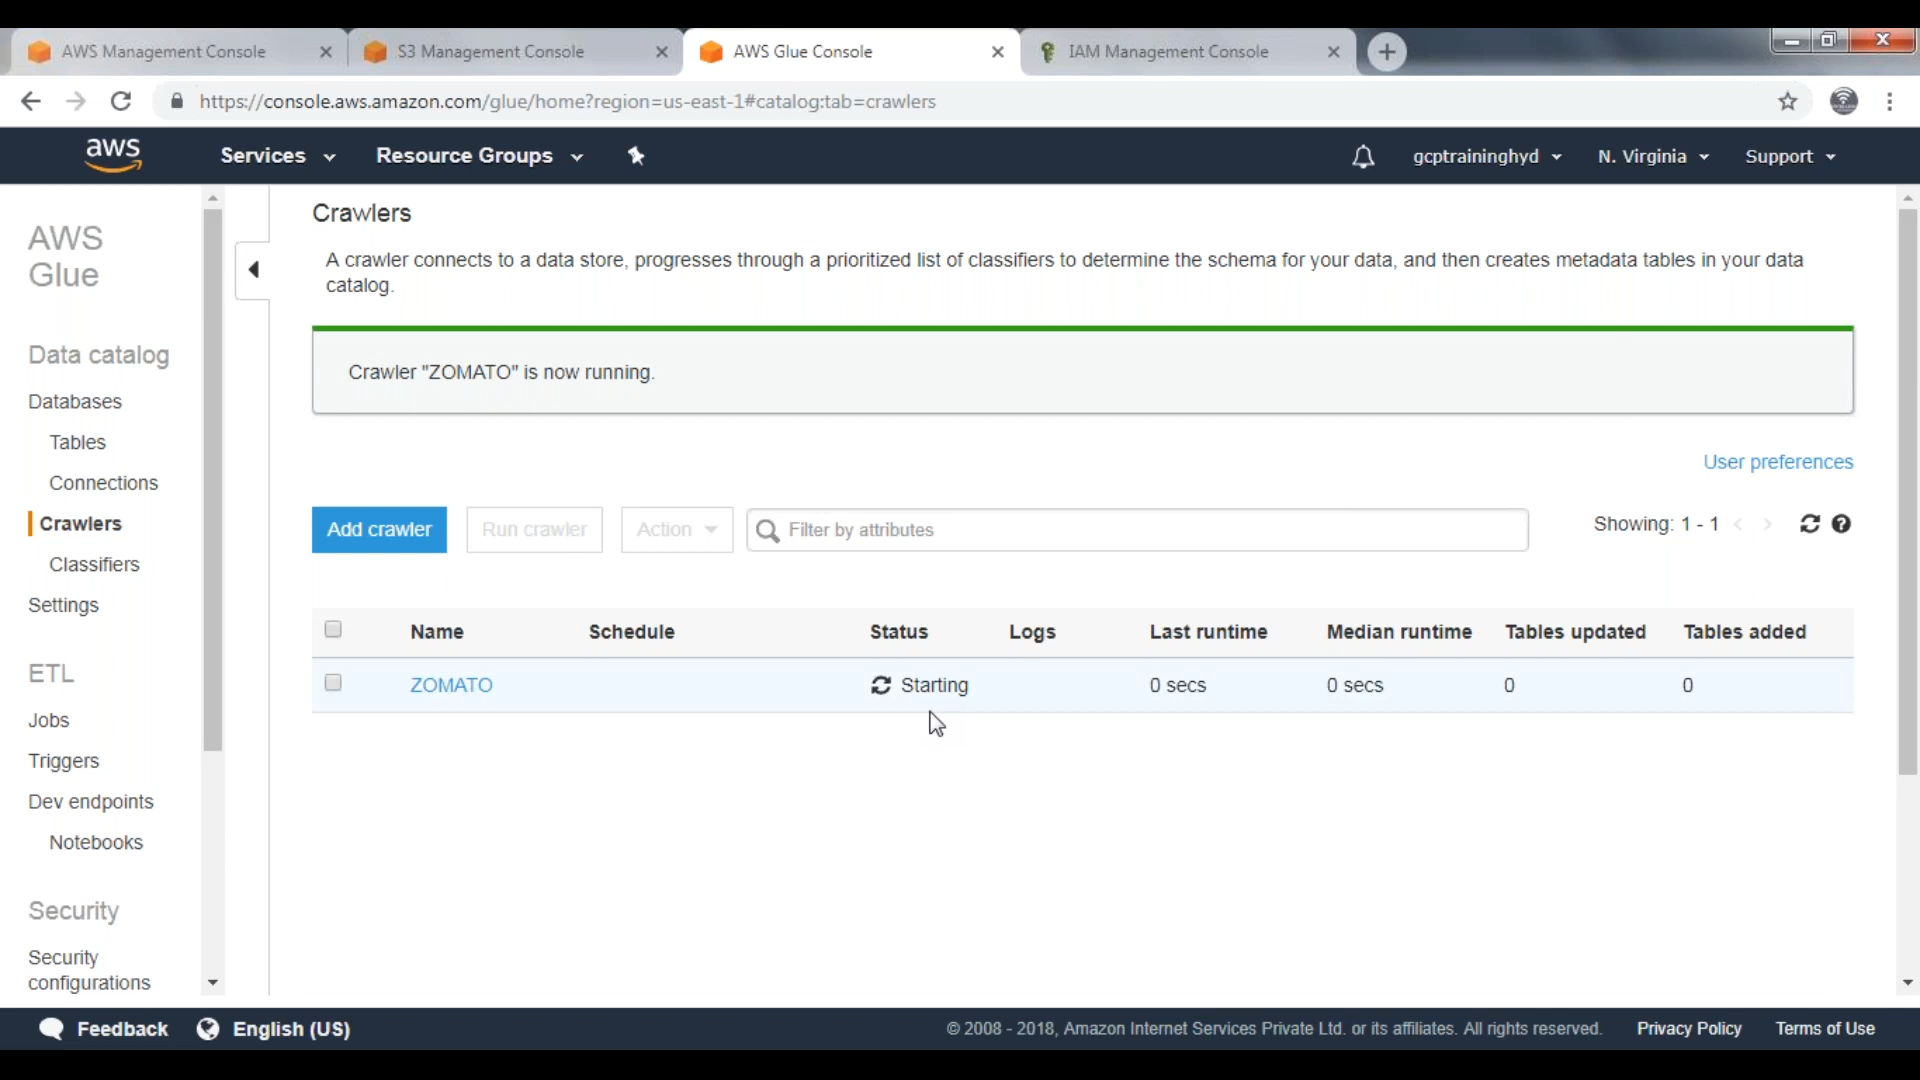 AWS Management Console
S3 Management Console
AWS Glue Console
IAM Management Console
https://console.aws.amazon.com/glue/home?region=us-east-1#catalog:tab=crawlers
aws
Services
Resource Groups
gcptraininghyd
N. Virginia
Support
AWS
Glue
Data catalog
Databases
Tables
Connections
Crawlers
Classifiers
Settings
ETL
Jobs
Triggers
Dev endpoints
Notebooks
Security
Security
configurations
Crawlers
A crawler connects to a data store, progresses through a prioritized list of classifiers to determine the schema for your data, and then creates metadata tables in your data
catalog.
Crawler "ZOMATO" is now running.
User preferences
Add crawler
Run crawler
Action
Filter by attributes
Showing: 1 - 1
Name Schedule Status Logs Last runtime Median runtime Tables updated Tables added
ZOMATO Starting 0 secs 0 secs 0 0
Feedback
English (US)
© 2008 - 2018, Amazon Internet Services Private Ltd. or its affiliates. All rights reserved.
Privacy Policy
Terms of Use